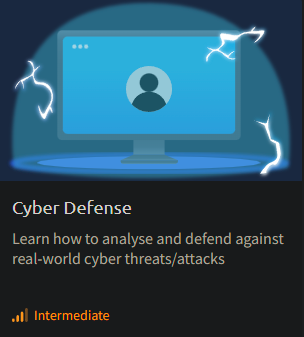 Cyber Defense
Learn how to analyse and defend against
real-world cyber threats/attacks
Intermediate